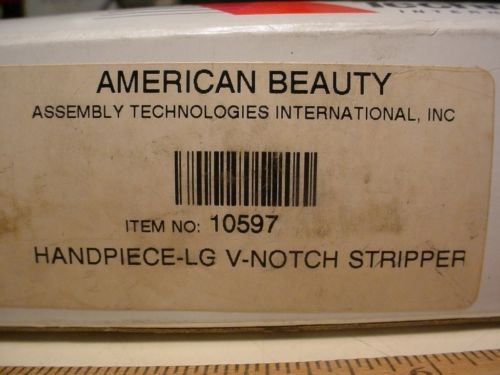 AMERICAN BEAUTY
ASSEMBLY TECHNOLOGIES INTERNATIONAL, INC
ITEM NO: 10597
HANDPIECE-LG V-NOTCH STRIPPER